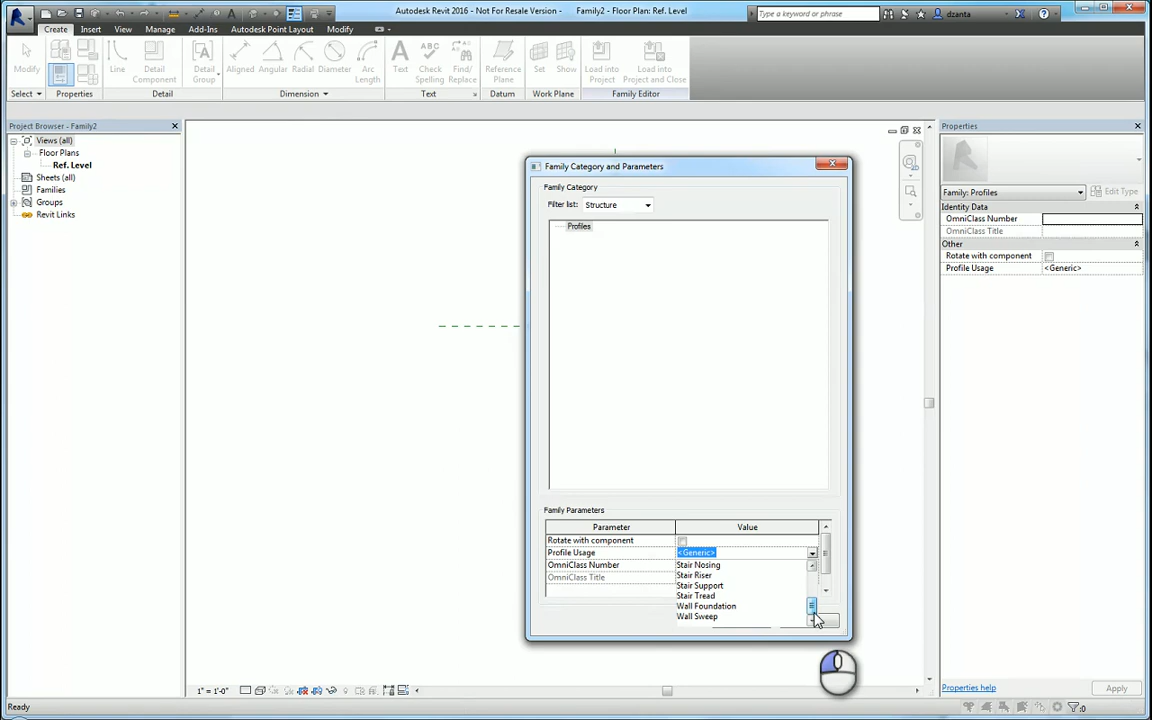 Autodesk Revit 2016 - Not For Resale Version - Family2 - Floor Plan: Ref. Level
Type a keyword or phrase
dzanta
Create Insert View Manage Add-Ins Autodesk Point Layout Modify
Modify
Line
Detail Component
Detail Group
Aligned Angular Radial Diameter Arc Length
Text
Check Spelling
Find/ Replace
Reference Plane
Set Show
Load into Project
Load into Project and Close
Select Properties Detail Dimension Text Datum Work Plane Family Editor
Project Browser - Family2
Views (all)
Floor Plans
Ref. Level
Sheets (all)
Families
Groups
Revit Links
Family Category and Parameters
Family Category
Filter list: Structure
Profiles
Family Parameters
Parameter Value
Rotate with component
Profile Usage <Generic>
OmniClass Number
OmniClass Title
Stair Nosing
Stair Riser
Stair Support
Stair Tread
Wall Foundation
Wall Sweep
Properties
Family: Profiles
Edit Type
Identity Data
OmniClass Number
OmniClass Title
Other
Rotate with component
Profile Usage <Generic>
Properties help
Apply
1" = 1'-0"
Ready
:0